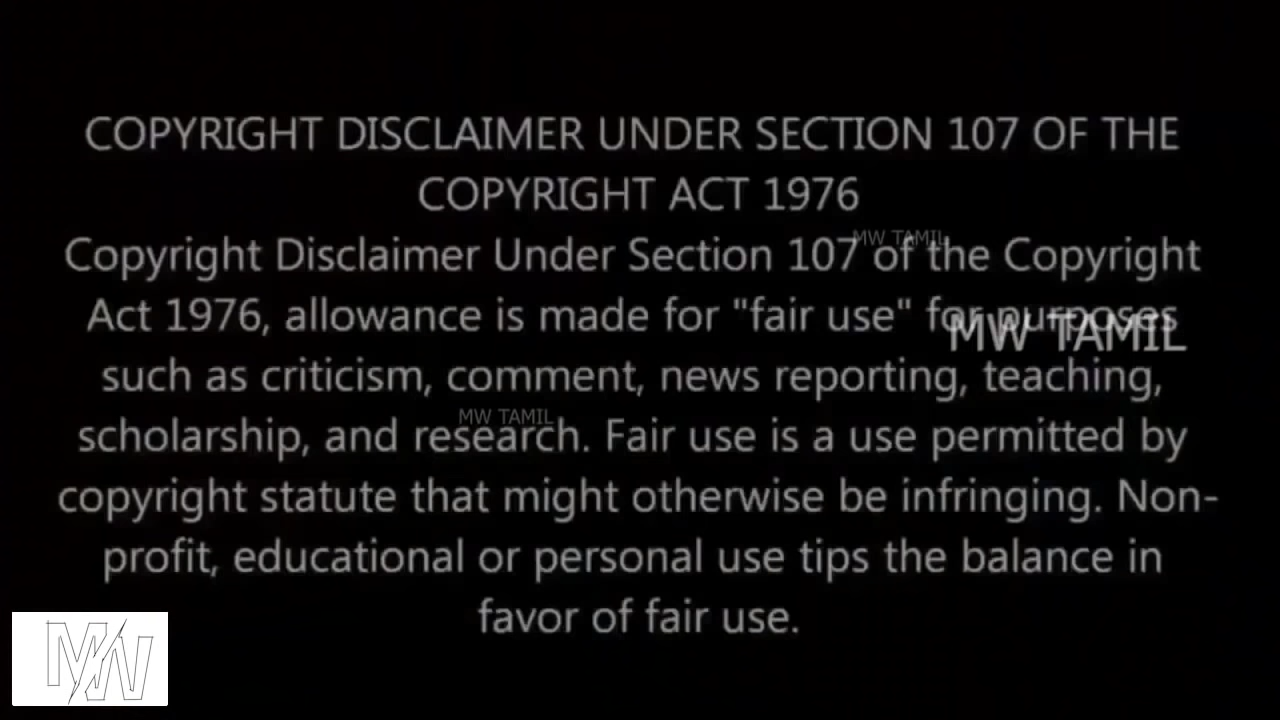 COPYRIGHT DISCLAIMER UNDER SECTION 107 OF THE
COPYRIGHT ACT 1976
MW TAMIL
Copyright Disclaimer Under Section 107 of the Copyright
Act 1976, allowance is made for "fair use" for purposes
MW TAMIL
such as criticism, comment, news reporting, teaching,
MW TAMIL
scholarship, and research. Fair use is a use permitted by
copyright statute that might otherwise be infringing. Non-
profit, educational or personal use tips the balance in
favor of fair use.
MW